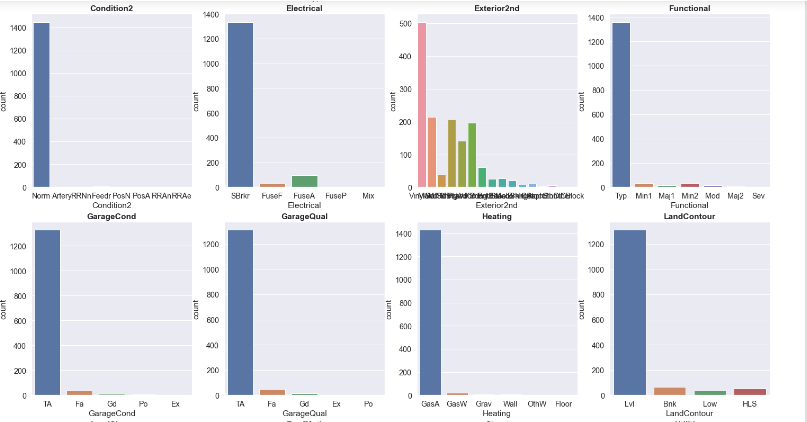 Condition2
1400
1200
1000
800
600
400
200
0
count
Norm Artery RRNn Feedr PosN PosA RRAn RRAe
Condition2
Electrical
1200
1000
800
600
400
200
0
count
SBrkr FuseF FuseA FuseP Mix
Electrical
Exterior2nd
500
400
300
200
100
0
count
Exterior2nd
Functional
1400
1200
1000
800
600
400
200
0
count
Typ Min1 Maj1 Min2 Mod Maj2 Sev
Functional
GarageCond
1200
1000
800
600
400
200
0
count
TA Fa Gd Po Ex
GarageCond
GarageQual
1200
1000
800
600
400
200
0
count
TA Fa Gd Ex Po
GarageQual
Heating
1400
1200
1000
800
600
400
200
0
count
GasA GasW Grav Wall OthW Floor
Heating
LandContour
1200
1000
800
600
400
200
0
count
Lvl Bnk Low HLS
LandContour